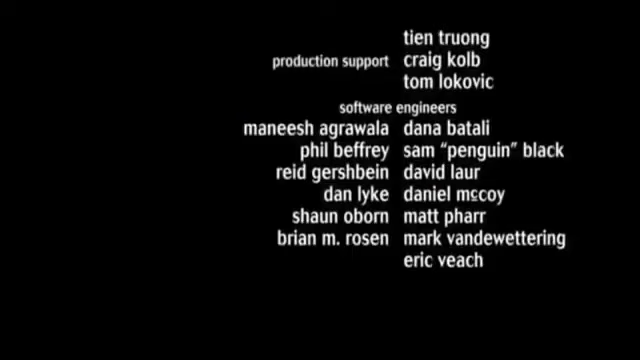 tien truong
production support craig kolb
tom lokovic
software engineers
maneesh agrawala dana batali
phil beffrey sam “penguin” black
reid gershbein david laur
dan lyke daniel mccoy
shaun oborn matt pharr
brian m. rosen mark vandewettering
eric veach